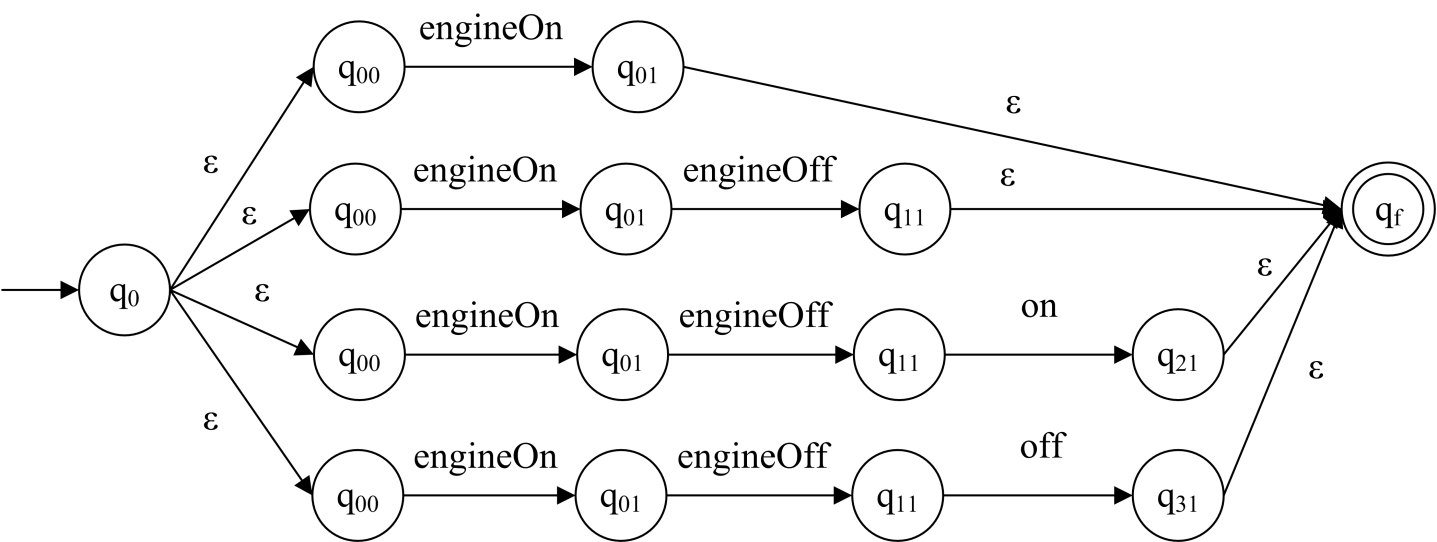 engineOn
q00 q01
ε
ε
engineOn engineOff ε
ε
q00 q01 q11 qf
q0
ε
engineOn engineOff on ε
q00 q01 q11 q21
ε
ε
engineOn engineOff off
q00 q01 q11 q31